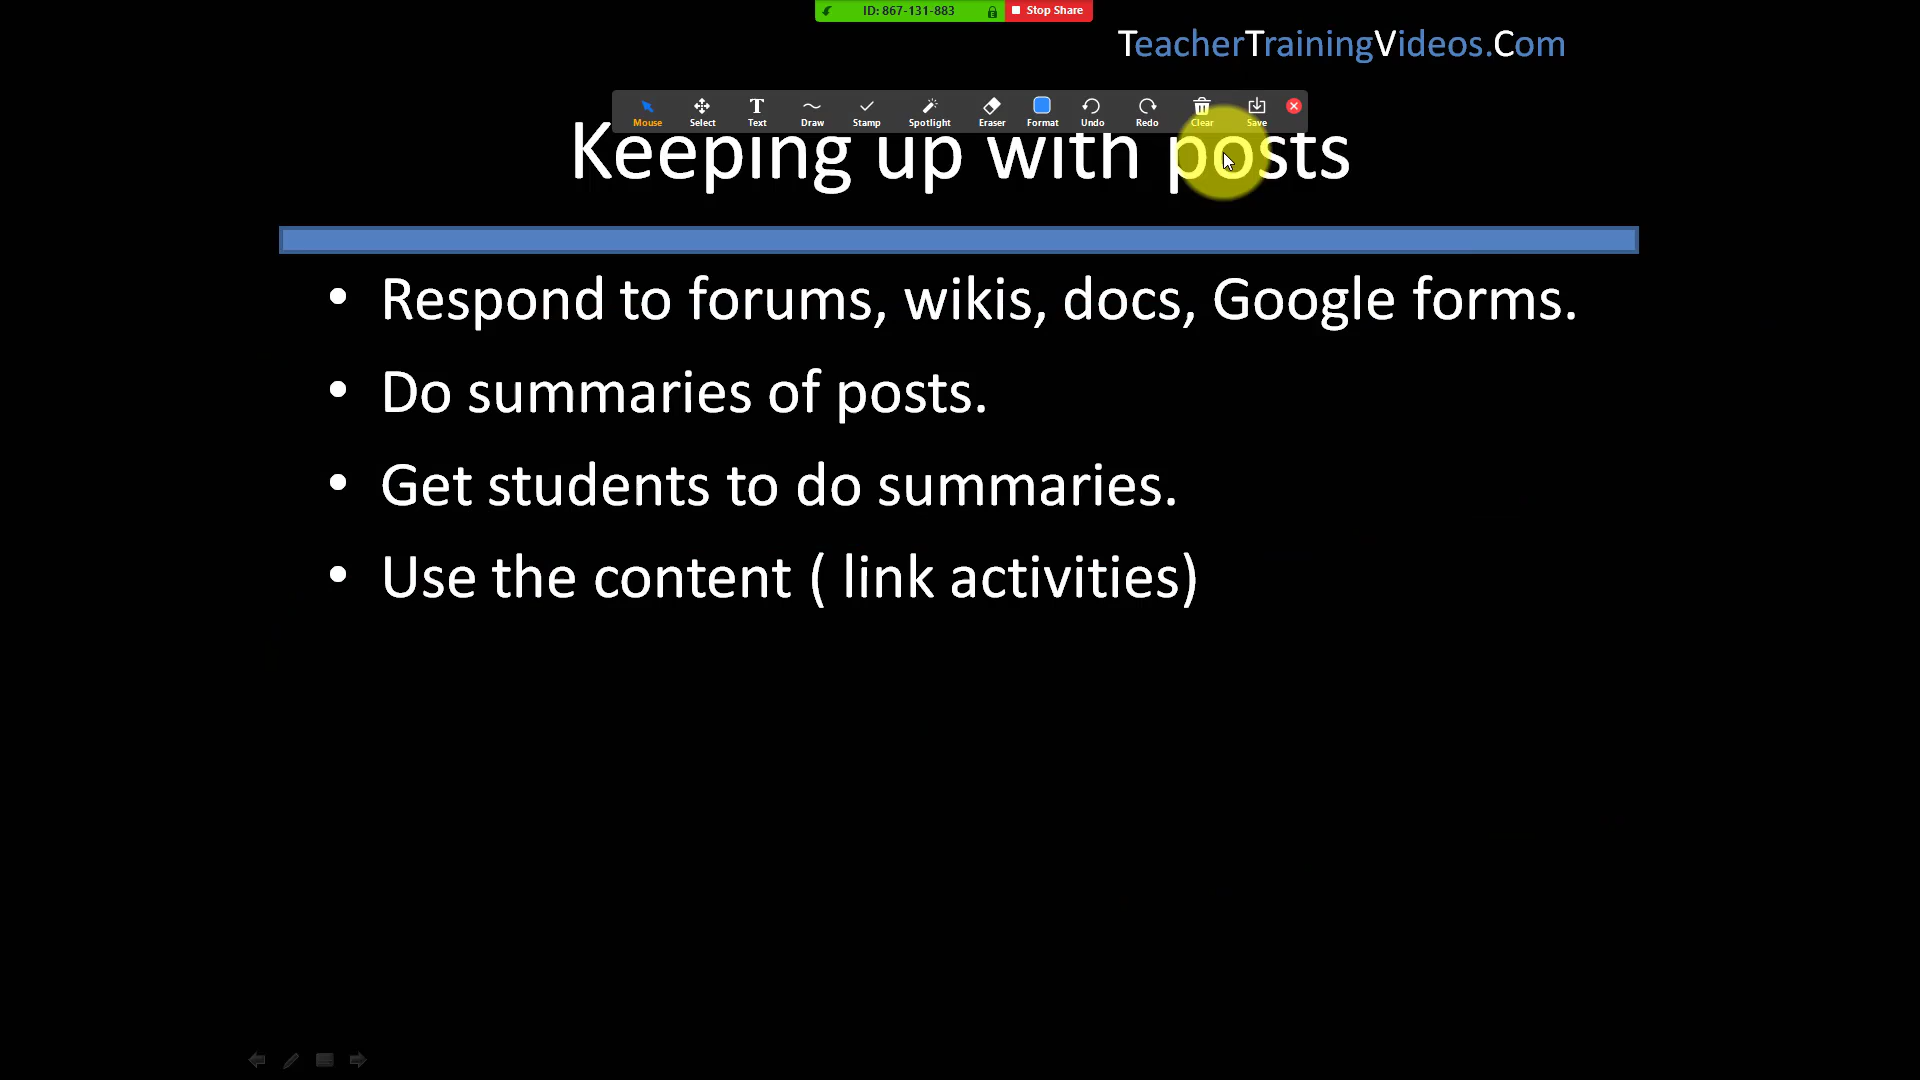 ID: 867-131-883 Stop Share
TeacherTrainingVideos.Com
Mouse Select Text Draw Stamp Spotlight Eraser Format Undo Redo Clear Save
Keeping up with posts
• Respond to forums, wikis, docs, Google forms.
• Do summaries of posts.
• Get students to do summaries.
• Use the content ( link activities)